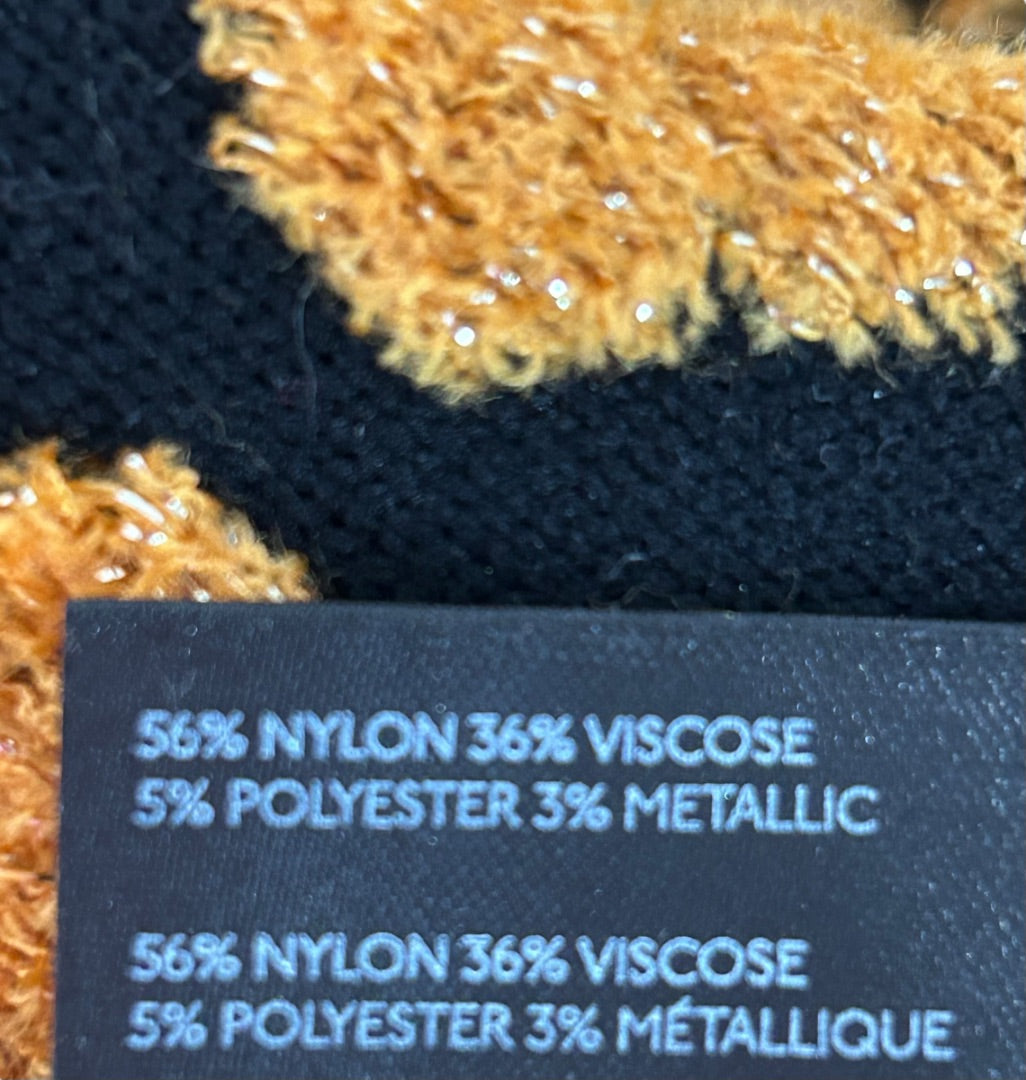 56% NYLON 36% VISCOSE
5% POLYESTER 3% METALLIC
56% NYLON 36% VISCOSE
5% POLYESTER 3% MÉTALLIQUE